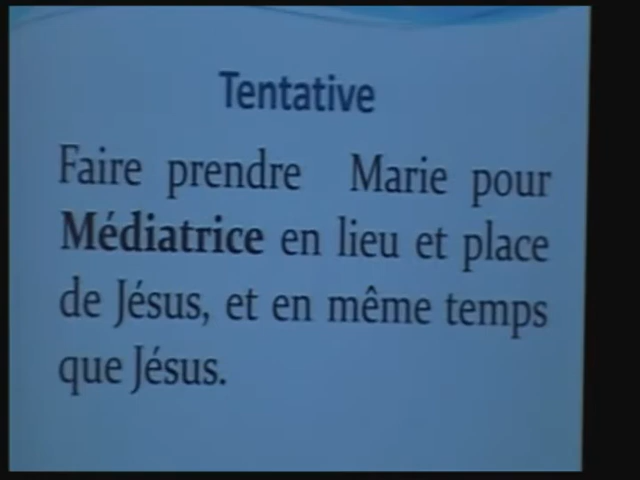 Tentative
Faire prendre Marie pour
Médiatrice en lieu et place
de Jésus, et en même temps
que Jésus.